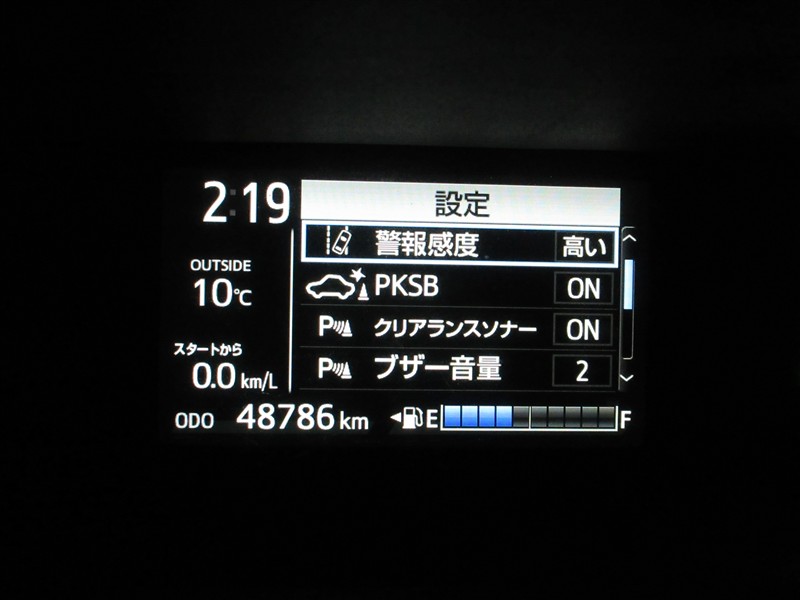 2:19
設定
警報感度 高い
OUTSIDE
10℃
PKSB ON
P クリアランスソナー ON
スタートから
0.0 km/L
P ブザー音量 2
ODO 48786 km
E F